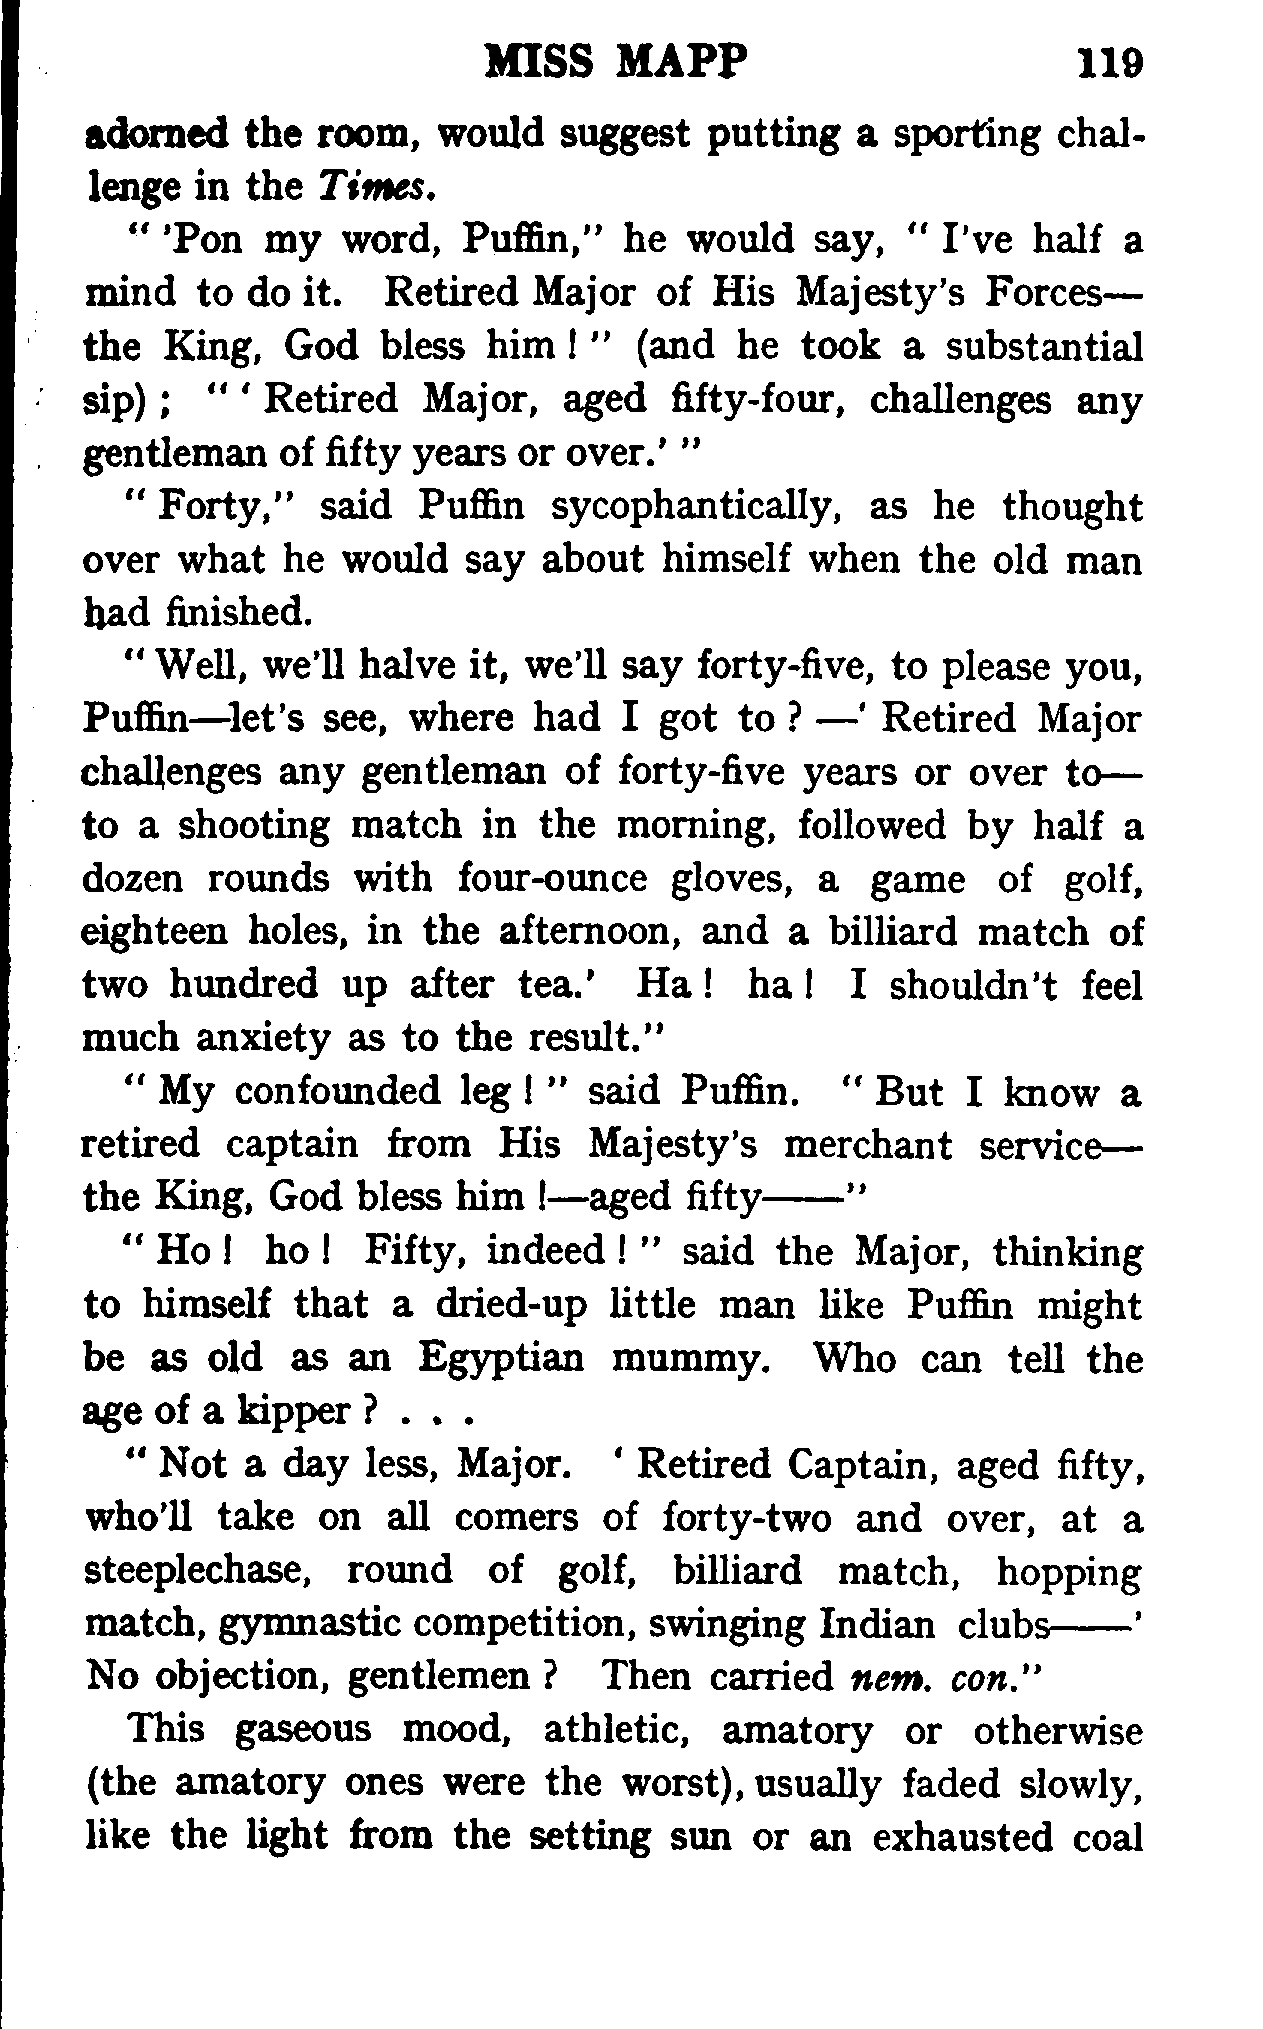 MISS MAPP 119
adorned the room, would suggest putting a sporting chal-
lenge in the Times.
" 'Pon my word, Puffin," he would say, " I've half a
mind to do it. Retired Major of His Majesty's Forces—
the King, God bless him ! " (and he took a substantial
sip) ; " ' Retired Major, aged fifty-four, challenges any
gentleman of fifty years or over.' "
" Forty," said Puffin sycophantically, as he thought
over what he would say about himself when the old man
had finished.
" Well, we'll halve it, we'll say forty-five, to please you,
Puffin—let's see, where had I got to ? —' Retired Major
challenges any gentleman of forty-five years or over to—
to a shooting match in the morning, followed by half a
dozen rounds with four-ounce gloves, a game of golf,
eighteen holes, in the afternoon, and a billiard match of
two hundred up after tea.' Ha ! ha ! I shouldn't feel
much anxiety as to the result."
" My confounded leg ! " said Puffin. " But I know a
retired captain from His Majesty's merchant service—
the King, God bless him !—aged fifty——"
" Ho ! ho ! Fifty, indeed ! " said the Major, thinking
to himself that a dried-up little man like Puffin might
be as old as an Egyptian mummy. Who can tell the
age of a kipper ? . . .
" Not a day less, Major. ' Retired Captain, aged fifty,
who'll take on all comers of forty-two and over, at a
steeplechase, round of golf, billiard match, hopping
match, gymnastic competition, swinging Indian clubs——'
No objection, gentlemen ? Then carried nem. con."
This gaseous mood, athletic, amatory or otherwise
(the amatory ones were the worst), usually faded slowly,
like the light from the setting sun or an exhausted coal